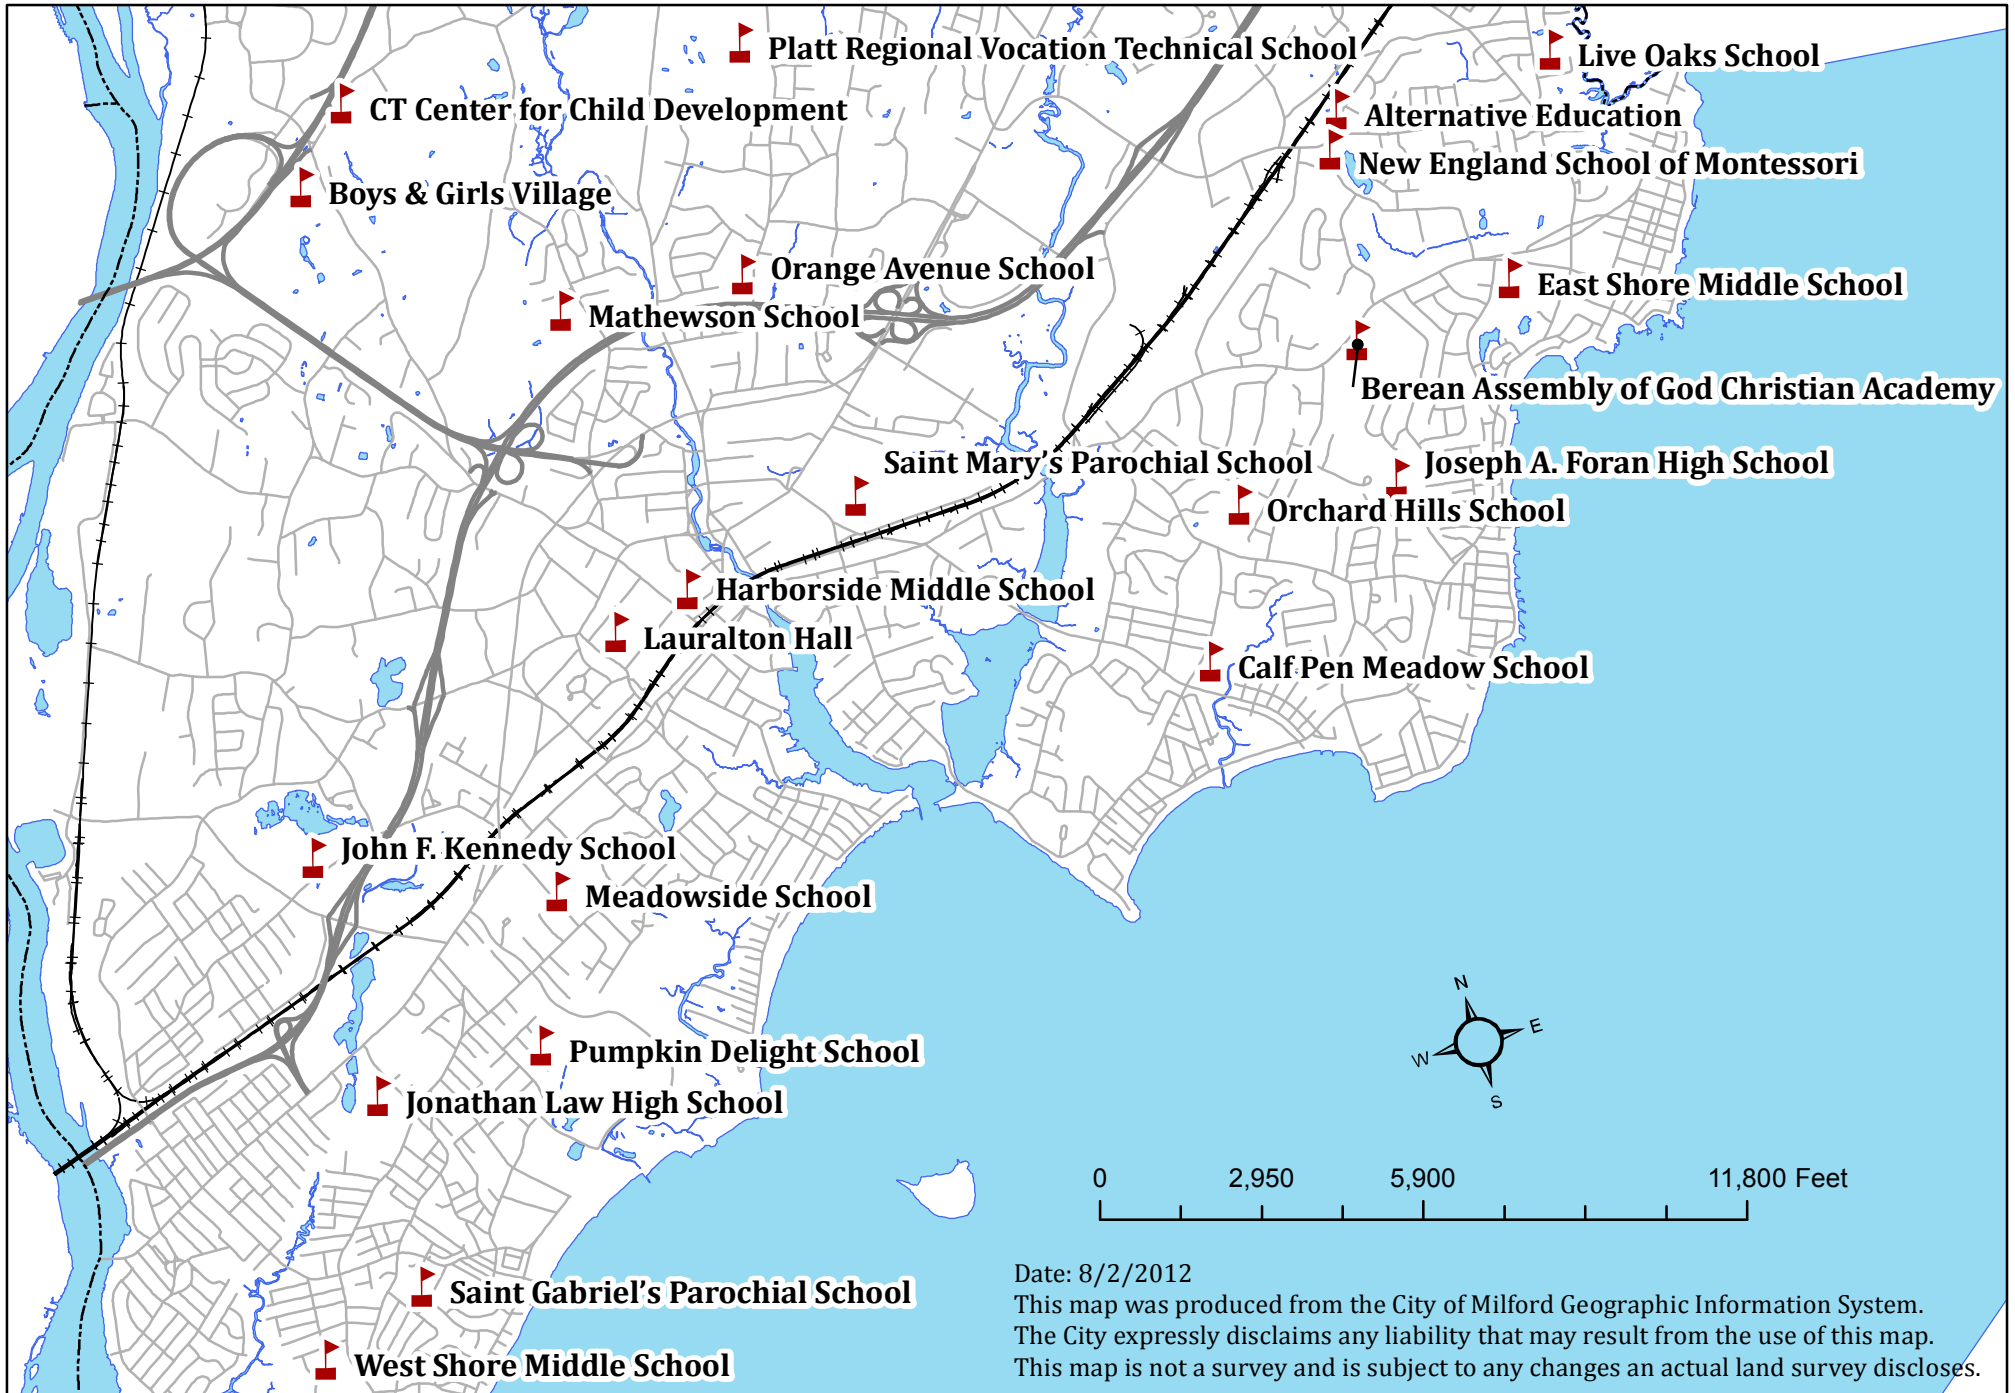 Platt Regional Vocation Technical School
Live Oaks School
CT Center for Child Development
Alternative Education
New England School of Montessori
Boys & Girls Village
Orange Avenue School
East Shore Middle School
Mathewson School
Berean Assembly of God Christian Academy
Saint Mary's Parochial School
Joseph A. Foran High School
Orchard Hills School
Harborside Middle School
Lauralton Hall
Calf Pen Meadow School
John F. Kennedy School
Meadowside School
N
E
W
S
Pumpkin Delight School
Jonathan Law High School
0 2,950 5,900 11,800 Feet
Saint Gabriel's Parochial School
West Shore Middle School
Date: 8/2/2012
This map was produced from the City of Milford Geographic Information System.
The City expressly disclaims any liability that may result from the use of this map.
This map is not a survey and is subject to any changes an actual land survey discloses.